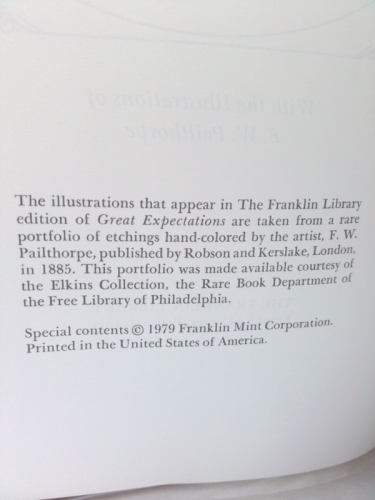 The illustrations that appear in The Franklin Library
edition of Great Expectations are taken from a rare
portfolio of etchings hand-colored by the artist, F. W.
Pailthorpe, published by Robson and Kerslake, London,
in 1885. This portfolio was made available courtesy of
the Elkins Collection, the Rare Book Department of
the Free Library of Philadelphia.
Special contents © 1979 Franklin Mint Corporation.
Printed in the United States of America.